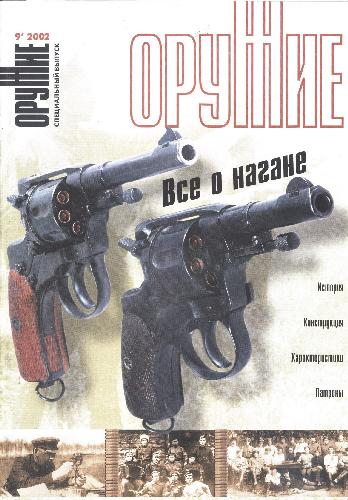 9' 2002
ОРУЖИЕ
СПЕЦИАЛЬНЫЙ ВЫПУСК
ОРУЖИЕ
Все о нагане
История
Конструкция
Характеристики
Патроны